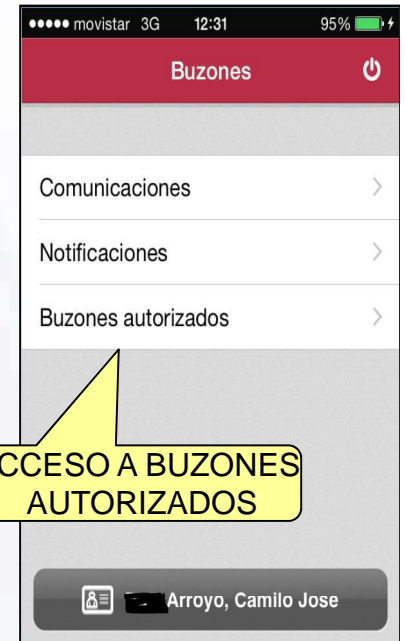 movistar 3G 12:31 95%
Buzones
Comunicaciones
Notificaciones
Buzones autorizados
CCESO A BUZONES
AUTORIZADOS
Arroyo, Camilo Jose